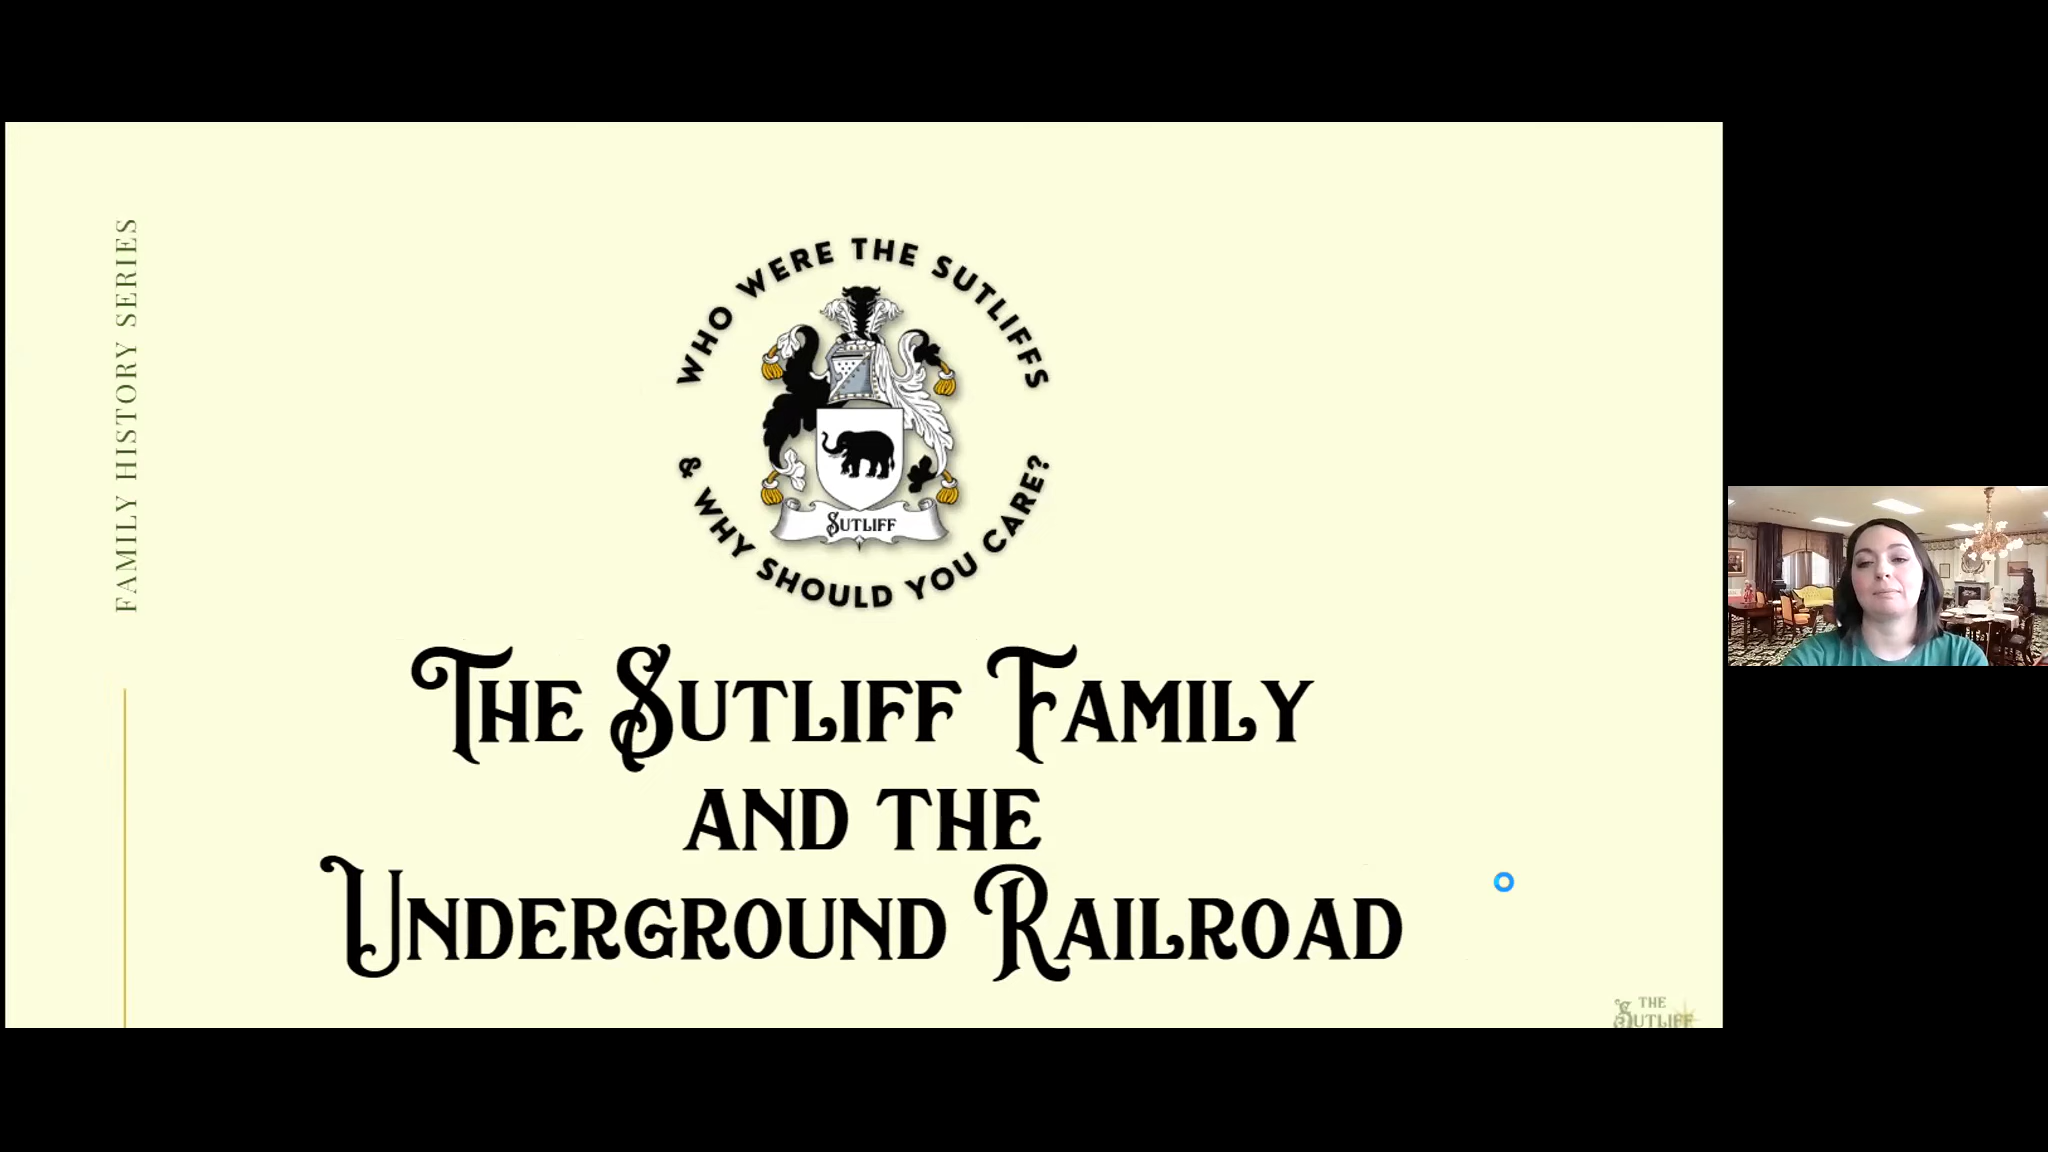 FAMILY HISTORY SERIES
WHO WERE THE SUTLIFFS
& WHY SHOULD YOU CARE?
SUTLIFF
THE SUTLIFF FAMILY
AND THE
UNDERGROUND RAILROAD
THE
SUTLIFF